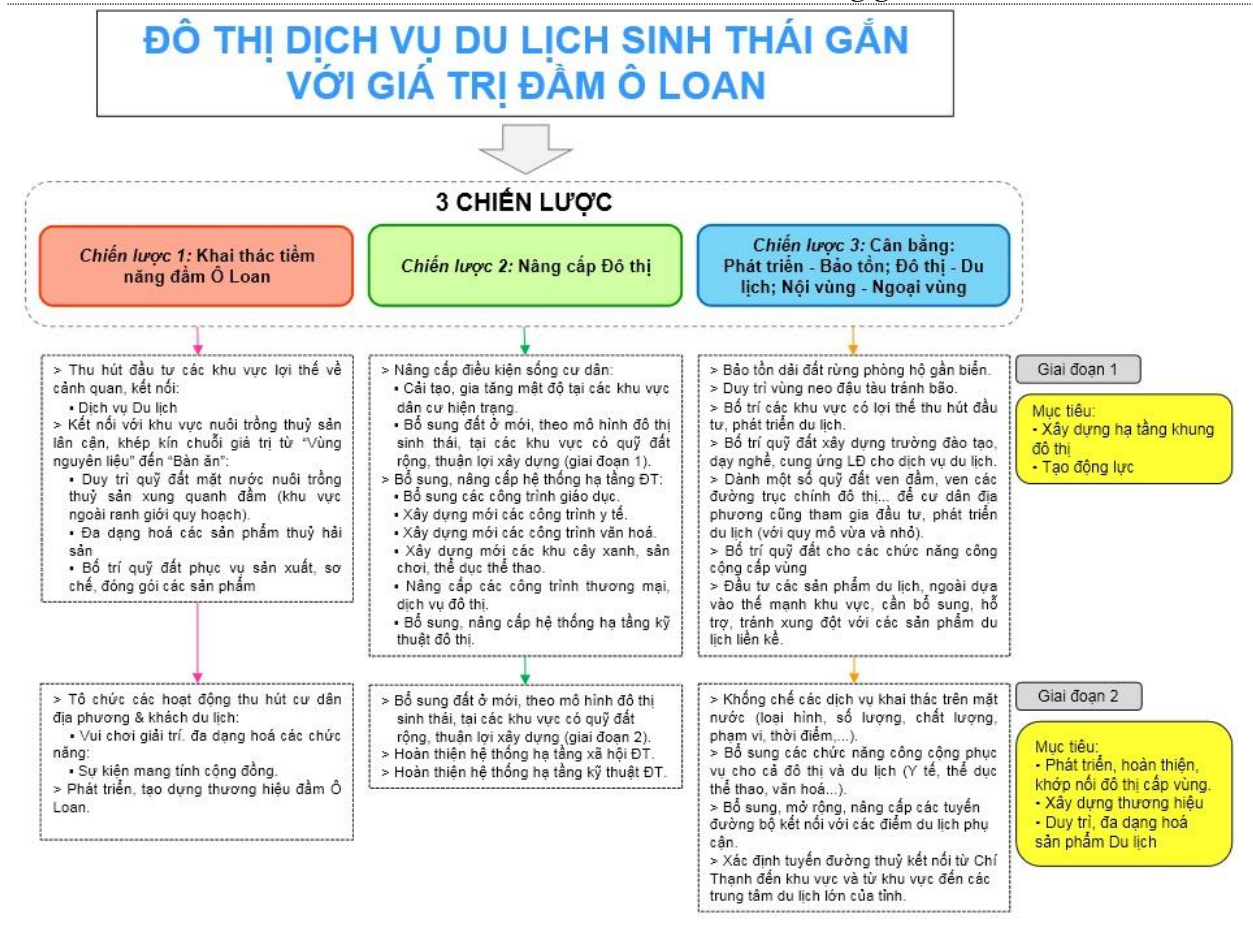 ĐÔ THỊ DỊCH VỤ DU LỊCH SINH THÁI GẮN
VỚI GIÁ TRỊ ĐẦM Ô LOAN
3 CHIẾN LƯỢC
Chiến lược 1: Khai thác tiềm
năng đầm Ô Loan
Chiến lược 2: Nâng cấp Đô thị
Chiến lược 3: Cân bằng:
Phát triển - Bảo tồn; Đô thị - Du
lịch; Nội vùng - Ngoại vùng
> Thu hút đầu tư các khu vực lợi thế về
cảnh quan, kết nối:
▪ Dịch vụ Du lịch
> Kết nối với khu vực nuôi trồng thuỷ sản
lân cận, khép kín chuỗi giá trị từ “Vùng
nguyên liệu” đến “Bàn ăn”:
▪ Duy trì quỹ đất mặt nước nuôi trồng
thuỷ sản xung quanh đầm (khu vực
ngoài ranh giới quy hoạch).
▪ Đa dạng hoá các sản phẩm thuỷ hải
sản
▪ Bố trí quỹ đất phục vụ sản xuất, sơ
chế, đóng gói các sản phẩm
> Nâng cấp điều kiện sống cư dân:
▪ Cải tạo, gia tăng mật độ tại các khu vực
dân cư hiện trạng.
▪ Bổ sung đất ở mới, theo mô hình đô thị
sinh thái, tại các khu vực có quỹ đất
rộng, thuận lợi xây dựng (giai đoạn 1).
> Bổ sung, nâng cấp hệ thống hạ tầng ĐT:
▪ Bổ sung các công trình giáo dục.
▪ Xây dựng mới các công trình y tế.
▪ Xây dựng mới các công trình văn hoá.
▪ Xây dựng mới các khu cây xanh, sân
chơi, thể dục thể thao.
▪ Nâng cấp các công trình thương mại,
dịch vụ đô thị.
▪ Bổ sung, nâng cấp hệ thống hạ tầng kỹ
thuật đô thị.
> Bảo tồn dải đất rừng phòng hộ gần biển.
> Duy trì vùng neo đậu tàu tránh bão.
> Bố trí các khu vực có lợi thế thu hút đầu
tư, phát triển du lịch.
> Bố trí quỹ đất xây dựng trường đào tạo,
dạy nghề, cung ứng LĐ cho dịch vụ du lịch.
> Dành một số quỹ đất ven đầm, ven các
đường trục chính đô thị... để cư dân địa
phương cũng tham gia đầu tư, phát triển
du lịch (với quy mô vừa và nhỏ).
> Bố trí quỹ đất cho các chức năng công
cộng cấp vùng
> Đầu tư các sản phẩm du lịch, ngoài dựa
vào thế mạnh khu vực, cần bổ sung, hỗ
trợ, tránh xung đột với các sản phẩm du
lịch liền kề.
Giai đoạn 1
Mục tiêu:
- Xây dựng hạ tầng khung
đô thị
- Tạo động lực
> Tổ chức các hoạt động thu hút cư dân
địa phương & khách du lịch:
▪ Vui chơi giải trí. đa dạng hoá các chức
năng:
▪ Sự kiện mang tính cộng đồng.
> Phát triển, tạo dựng thương hiệu đầm Ô
Loan.
> Bổ sung đất ở mới, theo mô hình đô thị
sinh thái, tại các khu vực có quỹ đất
rộng, thuận lợi xây dựng (giai đoạn 2).
> Hoàn thiện hệ thống hạ tầng xã hội ĐT.
> Hoàn thiện hệ thống hạ tầng kỹ thuật ĐT.
> Khống chế các dịch vụ khai thác trên mặt
nước (loại hình, số lượng, chất lượng,
phạm vi, thời điểm,...).
> Bổ sung các chức năng công cộng phục
vụ cho cả đô thị và du lịch (Y tế, thể dục
thể thao, văn hoá...).
> Bổ sung, mở rộng, nâng cấp các tuyến
đường bộ kết nối với các điểm du lịch phụ
cận.
> Xác định tuyến đường thuỷ kết nối từ Chí
Thạnh đến khu vực và từ khu vực đến các
trung tâm du lịch lớn của tỉnh.
Giai đoạn 2
Mục tiêu:
- Phát triển, hoàn thiện,
khớp nối đô thị cấp vùng.
- Xây dựng thương hiệu
- Duy trì, đa dạng hoá
sản phẩm Du lịch